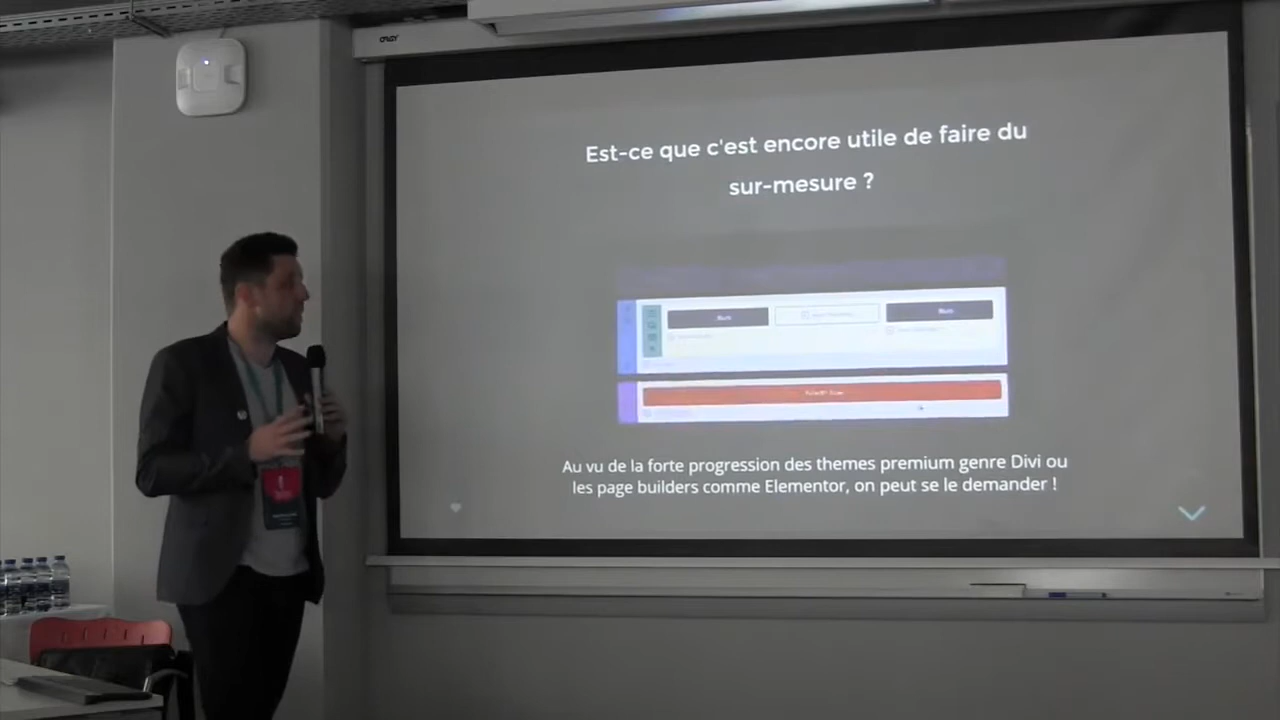 ORAY
Est-ce que c'est encore utile de faire du
sur-mesure ?
Au vu de la forte progression des themes premium genre Divi ou
les page builders comme Elementor, on peut se le demander !